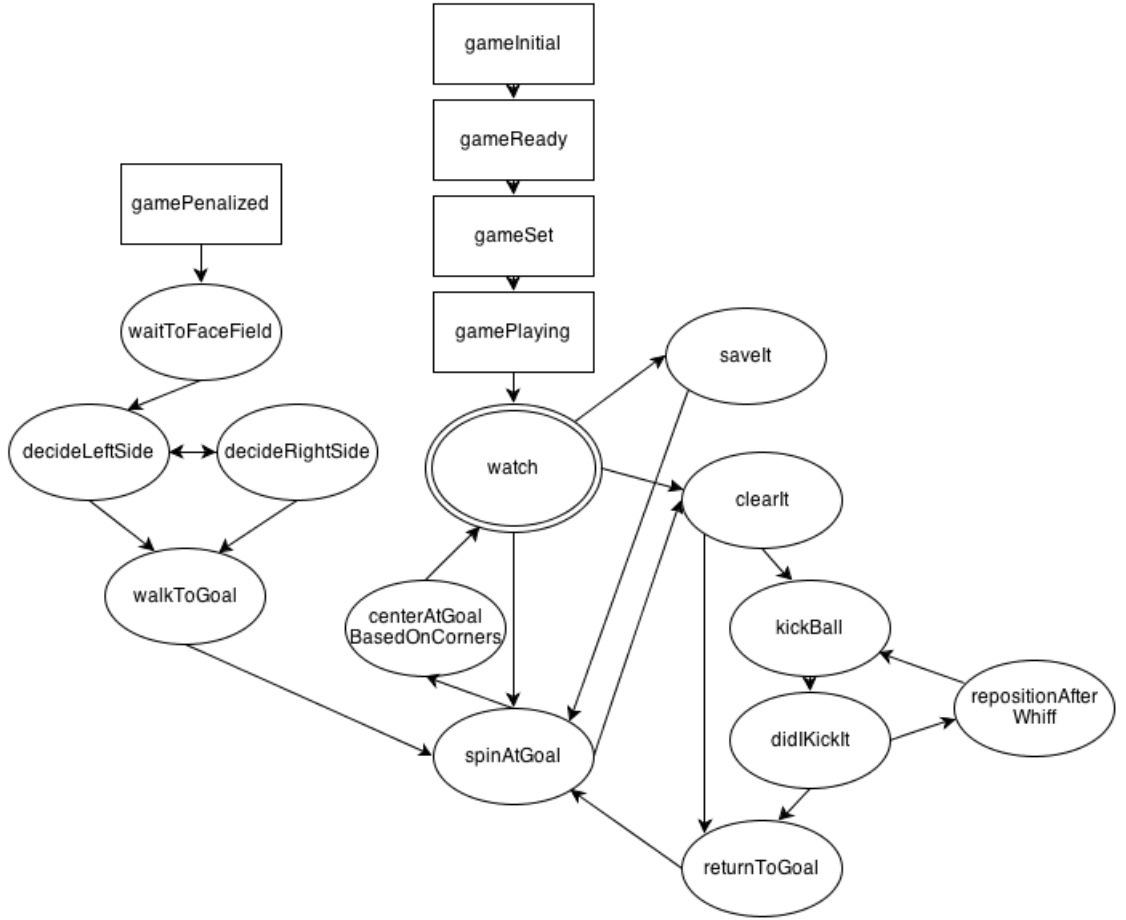 gameInitial
gameReady
gamePenalized
gameSet
waitToFaceField
gamePlaying
saveIt
decideLeftSide
decideRightSide
watch
clearIt
walkToGoal
centerAtGoal
BasedOnCorners
kickBall
repositionAfter
Whiff
spinAtGoal
didIKickIt
returnToGoal